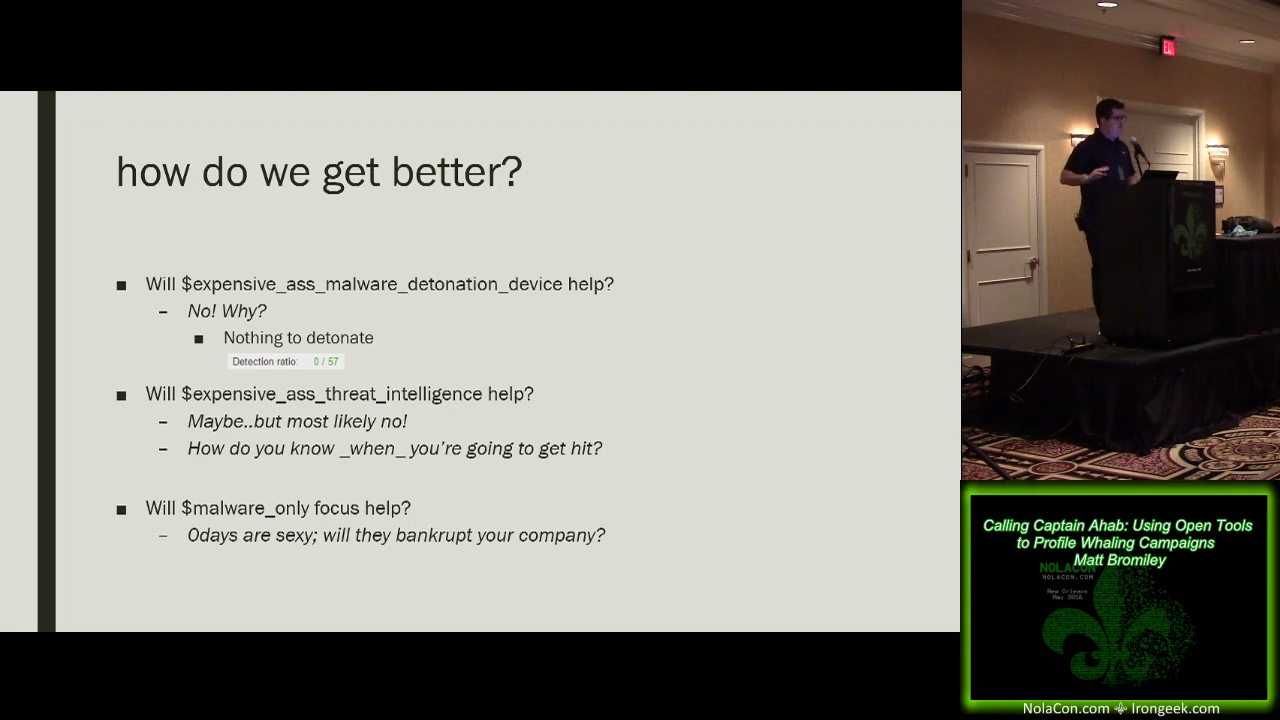 how do we get better?
Will $expensive_ass_malware_detonation_device help?
No! Why?
Nothing to detonate
Detection ratio: 0 / 57
Will $expensive_ass_threat_intelligence help?
Maybe..but most likely no!
How do you know _when_ you're going to get hit?
Will $malware_only focus help?
0days are sexy; will they bankrupt your company?
EXIT
Calling Captain Ahab: Using Open Tools
to Profile Whaling Campaigns
Matt Bromiley
NOLACON
NOLACON.COM
New Orleans
May 2016
NolaCon.com Irongeek.com